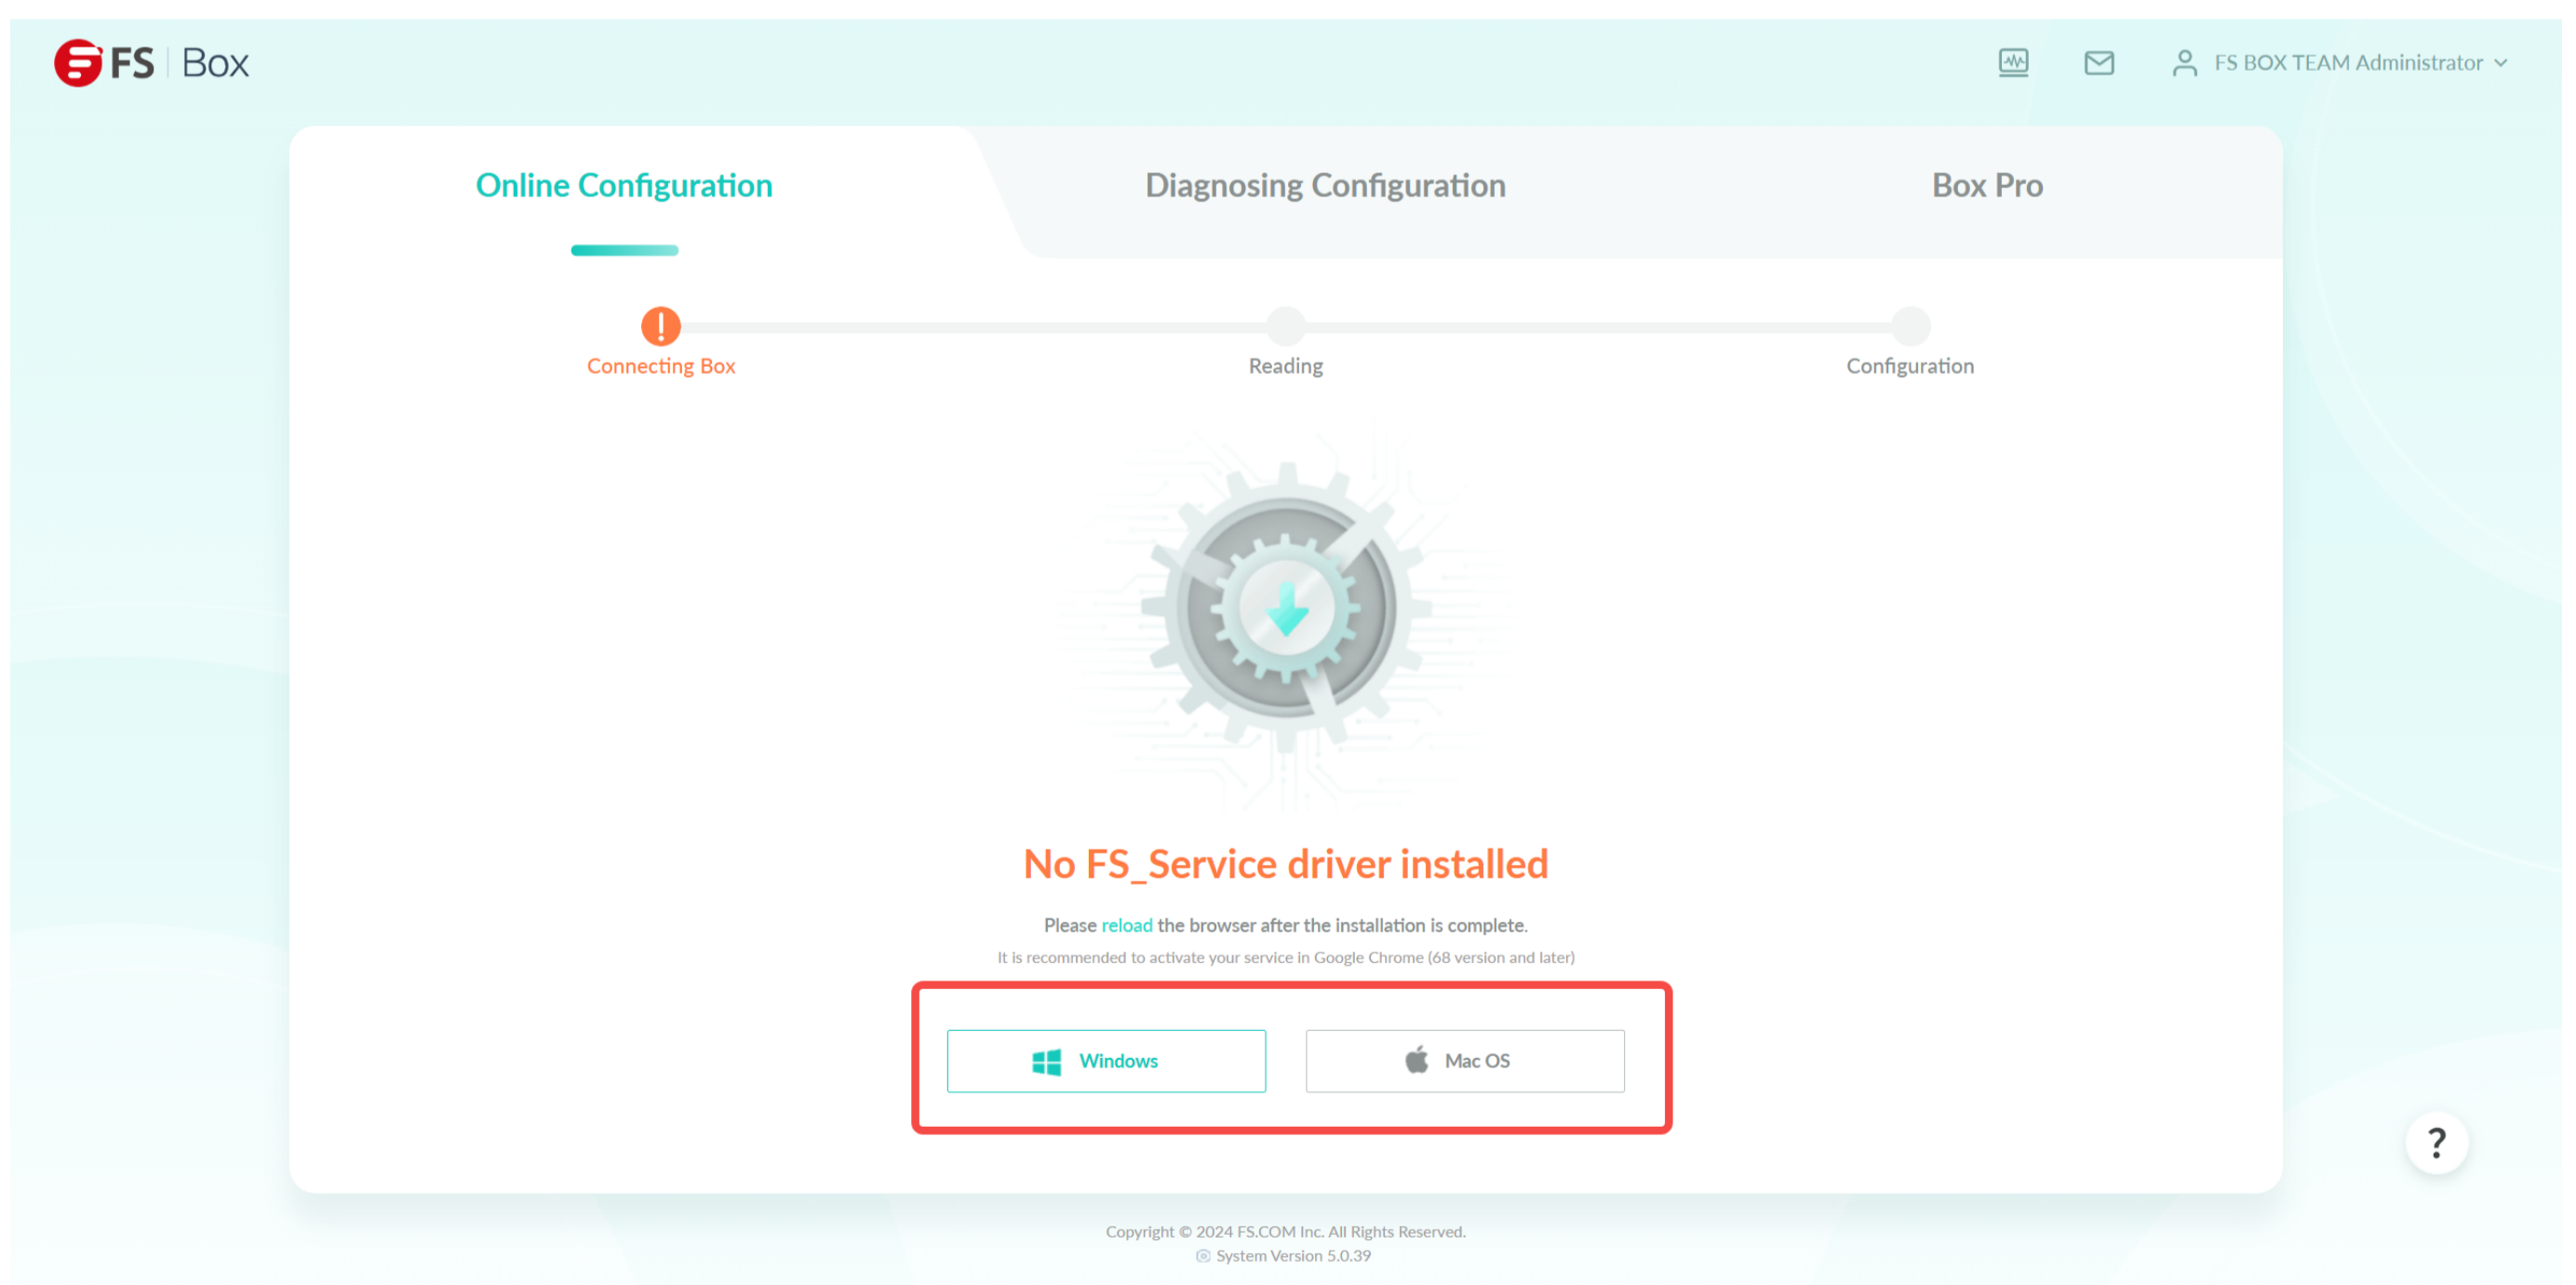 FS | Box
FS BOX TEAM Administrator
Online Configuration
Diagnosing Configuration
Box Pro
!
Connecting Box
Reading
Configuration
No FS_Service driver installed
Please reload the browser after the installation is complete.
It is recommended to activate your service in Google Chrome (68 version and later)
Windows
Mac OS
?
Copyright © 2024 FS.COM Inc. All Rights Reserved.
System Version 5.0.39